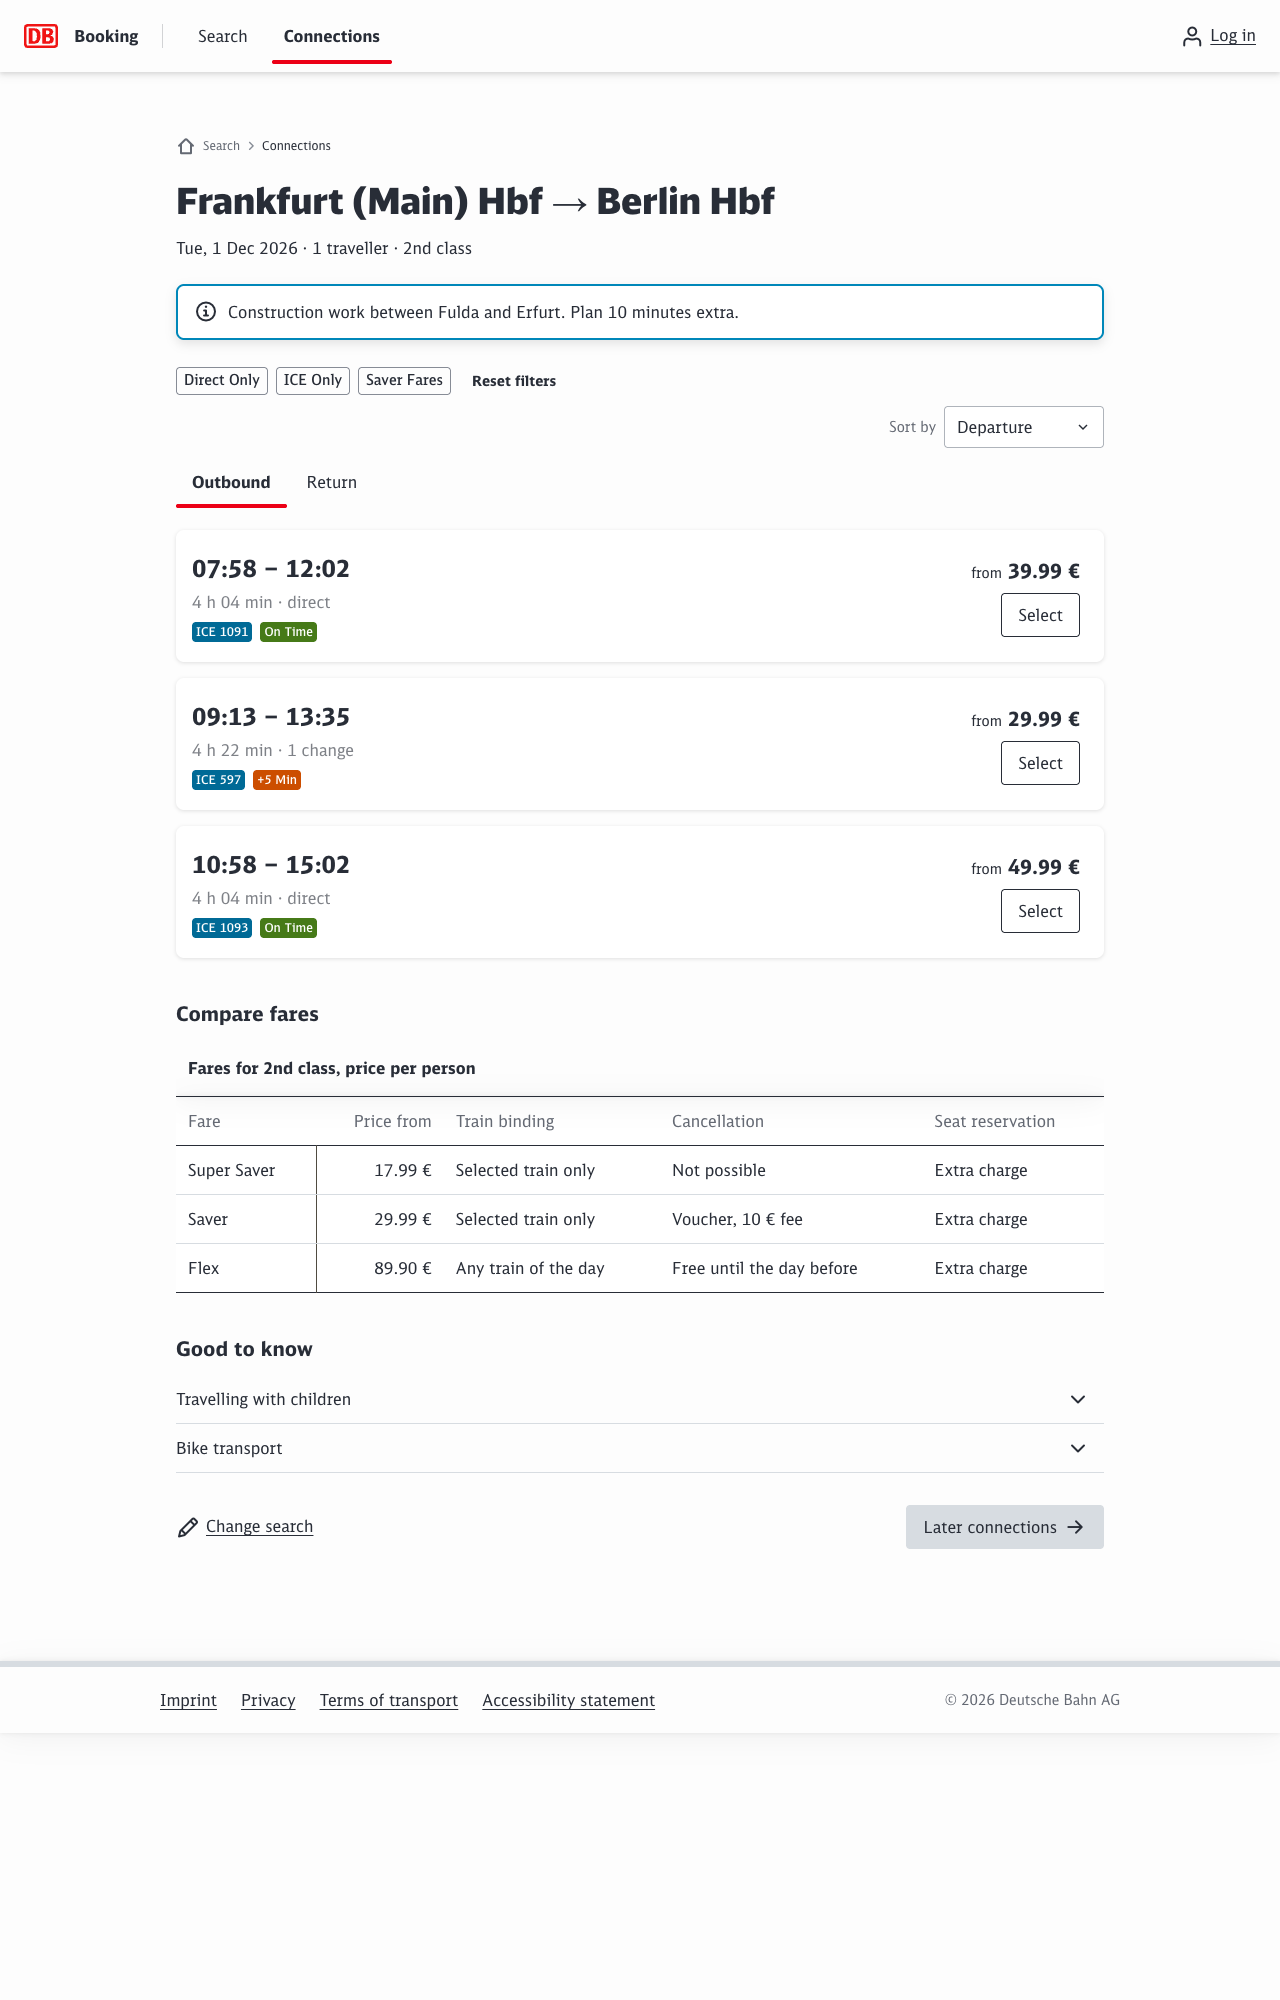 DB Booking Search Connections Log in
Search Connections
Frankfurt (Main) Hbf → Berlin Hbf
Tue, 1 Dec 2026 · 1 traveller · 2nd class
Construction work between Fulda and Erfurt. Plan 10 minutes extra.
Direct Only ICE Only Saver Fares Reset filters
Sort by Departure
Outbound Return
07:58 – 12:02
from 39.99 €
4 h 04 min · direct
Select
ICE 1091 On Time
09:13 – 13:35
from 29.99 €
4 h 22 min · 1 change
Select
ICE 597 +5 Min
10:58 – 15:02
from 49.99 €
4 h 04 min · direct
Select
ICE 1093 On Time
Compare fares
Fares for 2nd class, price per person
Fare Price from Train binding Cancellation Seat reservation
Super Saver 17.99 € Selected train only Not possible Extra charge
Saver 29.99 € Selected train only Voucher, 10 € fee Extra charge
Flex 89.90 € Any train of the day Free until the day before Extra charge
Good to know
Travelling with children
Bike transport
Change search Later connections
Imprint Privacy Terms of transport Accessibility statement © 2026 Deutsche Bahn AG